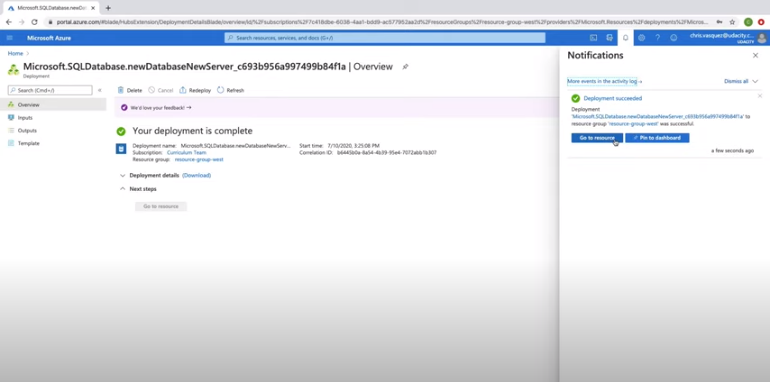 Microsoft.SQLDatabase.newD
portal.azure.com/#blade/HubsExtension/DeploymentDetailsBlade/overview/id/%2Fsubscriptions%2F7c418dbe-6036-4aa1-bdd9-ac577952aa2d%2FresourceGroups%2Fresource-group-west%2Fproviders%2FMicrosoft.Resources%2Fdeployments%2FMicros...
Microsoft Azure
Search resources, services, and docs (G+/)
chris.vasquez@udacity.c...
UDACITY
Home >
Microsoft.SQLDatabase.newDatabaseNewServer_c693b956a997499b84f1a | Overview
Deployment
Search (Cmd+/)
Overview
Inputs
Outputs
Template
Delete Cancel Redeploy Refresh
We'd love your feedback! →
Your deployment is complete
Deployment name: Microsoft.SQLDatabase.newDatabaseNewServ...
Subscription: Curriculum Team
Resource group: resource-group-west
Start time: 7/10/2020, 3:25:08 PM
Correlation ID: b6445b0a-8a54-4b39-95e4-7072abb1b307
Deployment details (Download)
Next steps
Go to resource
Notifications
More events in the activity log →
Dismiss all
Deployment succeeded
Deployment
'Microsoft.SQLDatabase.newDatabaseNewServer_c693b956a997499b84f1a' to
resource group 'resource-group-west' was successful.
Go to resource
Pin to dashboard
a few seconds ago